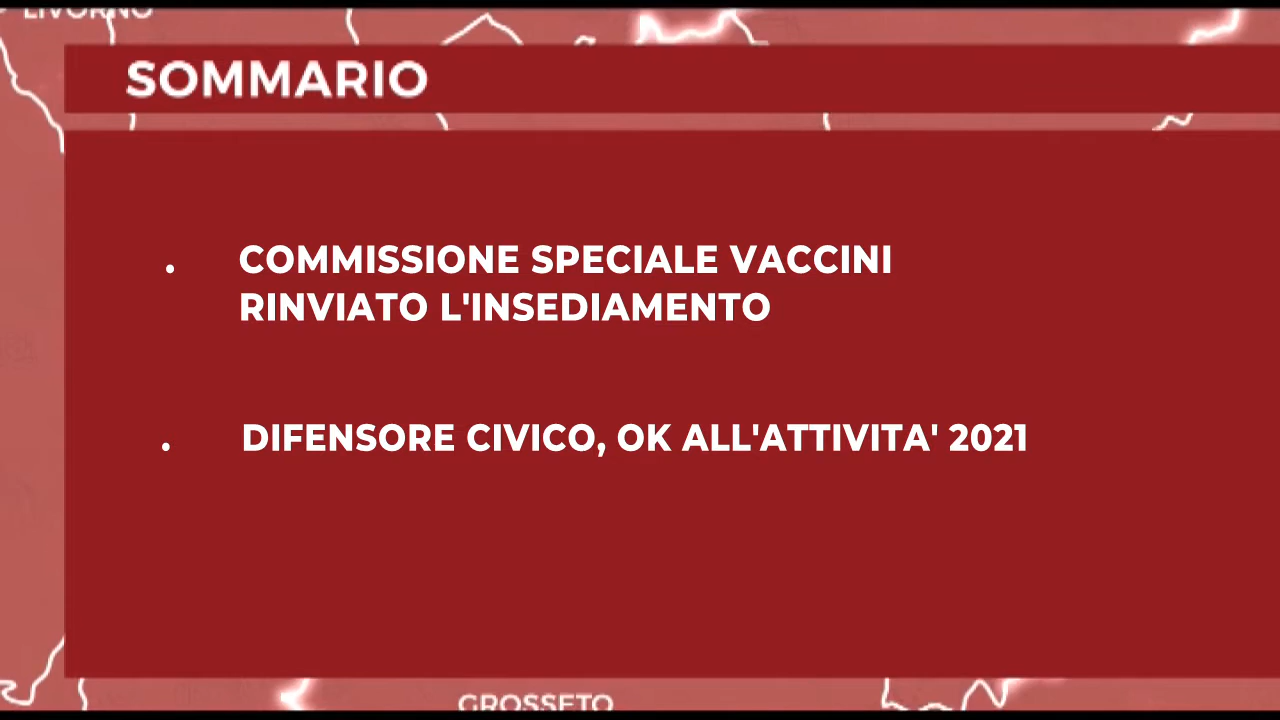 LIVORNO
SOMMARIO
. COMMISSIONE SPECIALE VACCINI
RINVIATO L'INSEDIAMENTO
. DIFENSORE CIVICO, OK ALL'ATTIVITA' 2021
GROSSETO